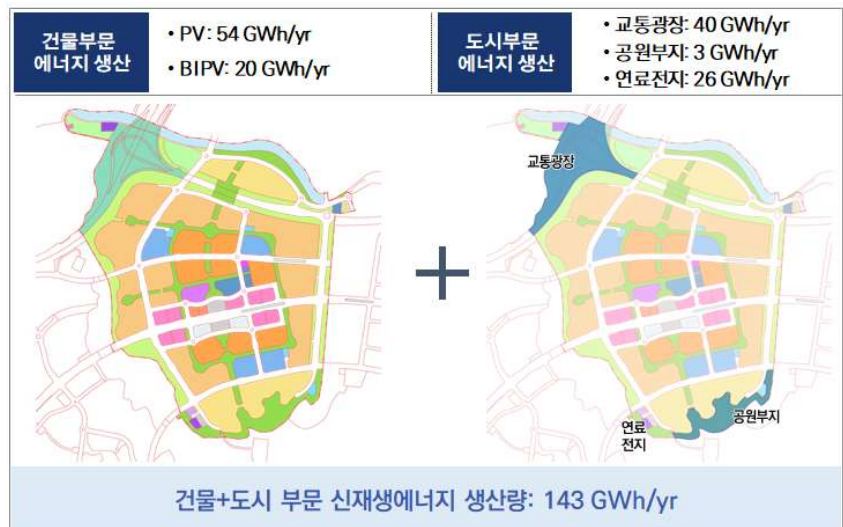 건물부문
에너지 생산
• PV: 54 GWh/yr
• BIPV: 20 GWh/yr
도시부문
에너지 생산
• 교통광장: 40 GWh/yr
• 공원부지: 3 GWh/yr
• 연료전지: 26 GWh/yr
교통광장
+
연료
전지
공원부지
건물+도시 부문 신재생에너지 생산량: 143 GWh/yr